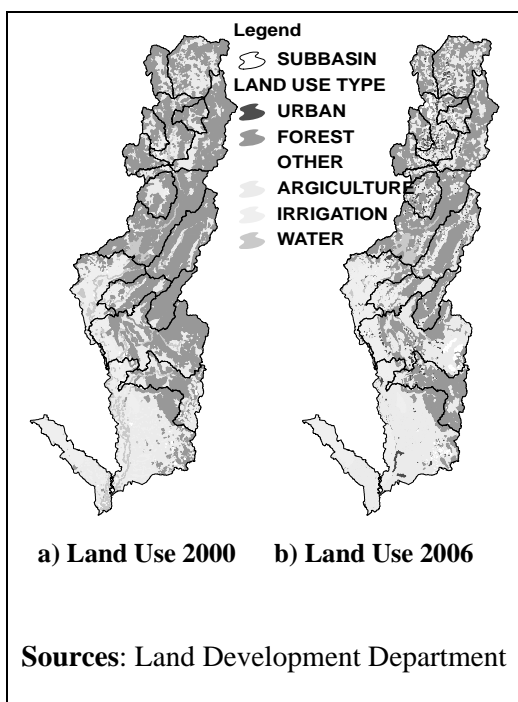 Legend
SUBBASIN
LAND USE TYPE
URBAN
FOREST
OTHER
ARGICULTURE
IRRIGATION
WATER
a) Land Use 2000 b) Land Use 2006
Sources: Land Development Department